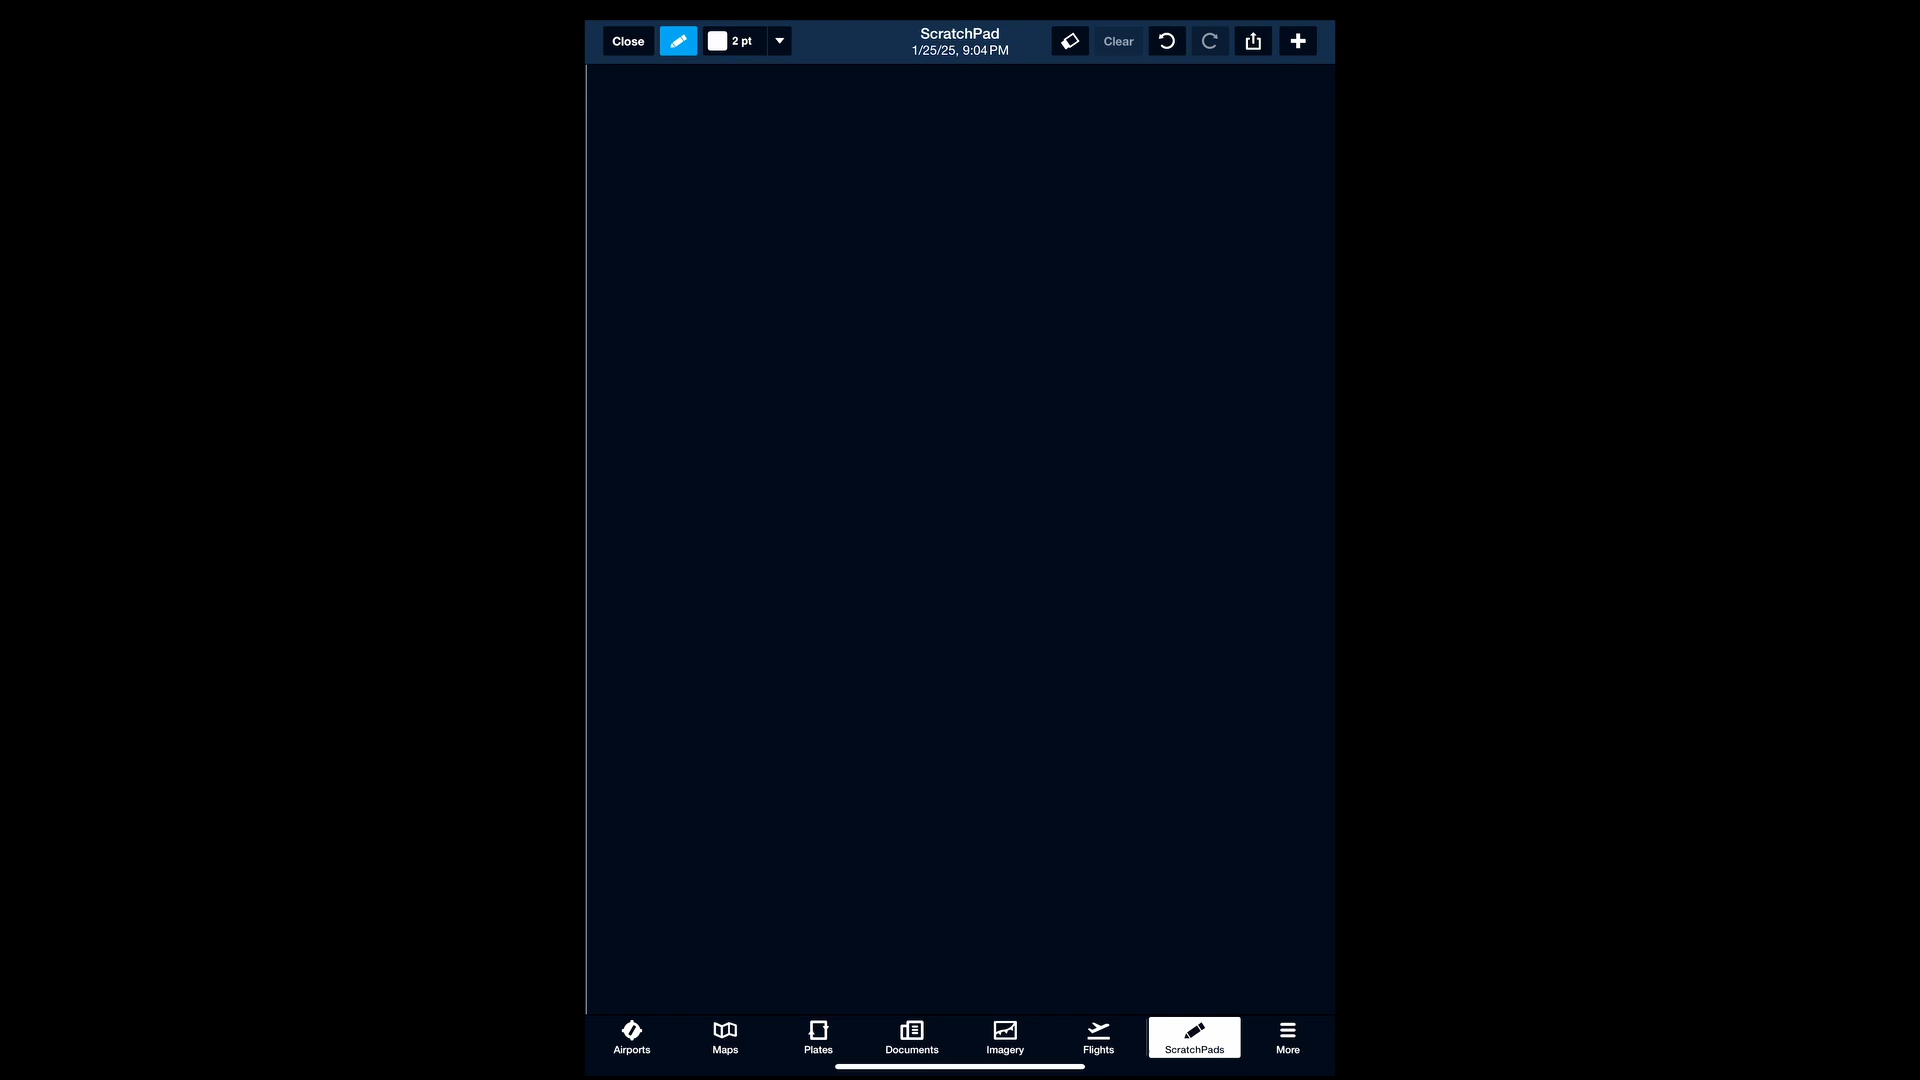 Close 2 pt ScratchPad Clear
1/25/25, 9:04 PM
Airports Maps Plates Documents Imagery Flights ScratchPads More